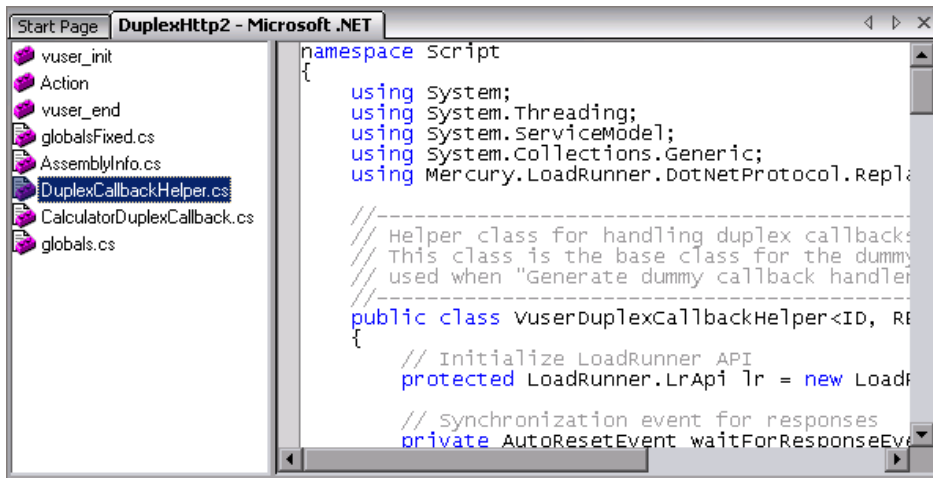 Start Page
DuplexHttp2 - Microsoft .NET
vuser_init
Action
vuser_end
globalsFixed.cs
AssemblyInfo.cs
DuplexCallbackHelper.cs
CalculatorDuplexCallback.cs
globals.cs
namespace Script
{
using System;
using System.Threading;
using System.ServiceModel;
using System.Collections.Generic;
using Mercury.LoadRunner.DotNetProtocol.Repla
//--------------------------------------------
// Helper class for handling duplex callbacks
// This class is the base class for the dummy
// used when "Generate dummy callback handler
//--------------------------------------------
public class VuserDuplexCallbackHelper<ID, RE
{
// Initialize LoadRunner API
protected LoadRunner.LrApi lr = new LoadR
// Synchronization event for responses
private AutoResetEvent waitForResponseEve